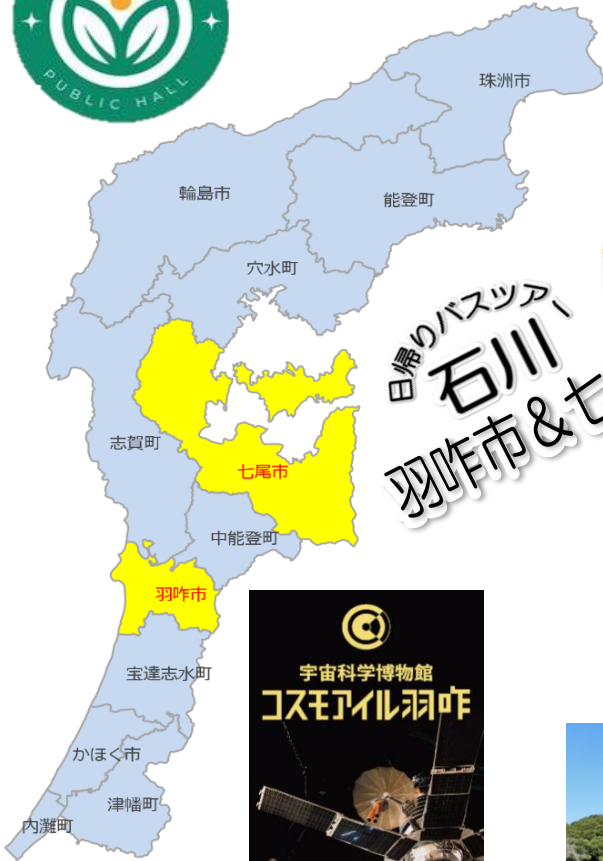 PUBLIC HALL
珠洲市
輪島市
能登町
穴水町
日帰りバスツアー
石川
羽咋市&七
志賀町
七尾市
中能登町
羽咋市
宇宙科学博物館
コスモアイル羽咋
宝達志水町
かほく市
津幡町
内灘町